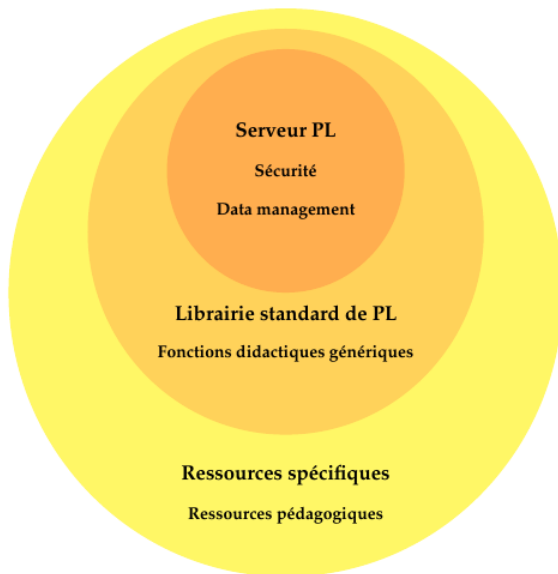 Serveur PL
Sécurité
Data management
Librairie standard de PL
Fonctions didactiques génériques
Ressources spécifiques
Ressources pédagogiques